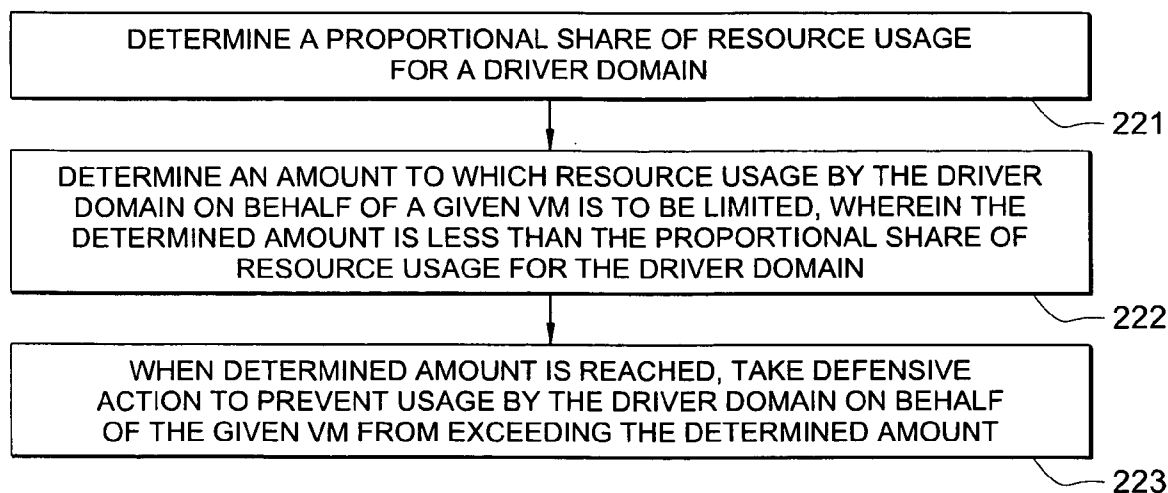 DETERMINE A PROPORTIONAL SHARE OF RESOURCE USAGE
FOR A DRIVER DOMAIN
221
DETERMINE AN AMOUNT TO WHICH RESOURCE USAGE BY THE DRIVER
DOMAIN ON BEHALF OF A GIVEN VM IS TO BE LIMITED, WHEREIN THE
DETERMINED AMOUNT IS LESS THAN THE PROPORTIONAL SHARE OF
RESOURCE USAGE FOR THE DRIVER DOMAIN
222
WHEN DETERMINED AMOUNT IS REACHED, TAKE DEFENSIVE
ACTION TO PREVENT USAGE BY THE DRIVER DOMAIN ON BEHALF
OF THE GIVEN VM FROM EXCEEDING THE DETERMINED AMOUNT
223